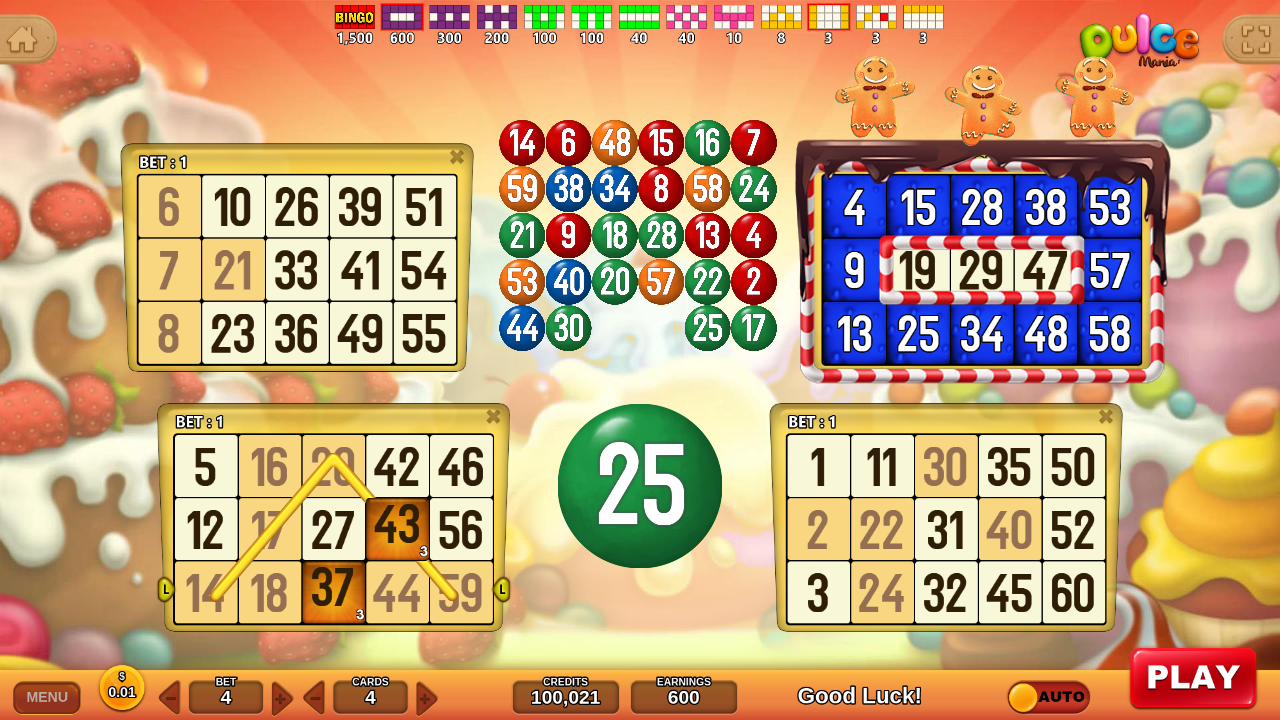 BINGO
1,500 600 300 200 100 100 40 40 10 8 3 3 3
Dulce
Mania
BET : 1
6 10 26 39 51
7 21 33 41 54
8 23 36 49 55
14 6 48 15 16 7
59 38 34 8 58 24
21 9 18 28 13 4
53 40 20 57 22 2
44 30 25 17
4 15 28 38 53
9 19 29 47 57
13 25 34 48 58
BET : 1
5 16 20 42 46
12 17 27 43 3 56
L 14 18 37 3 44 59 L
25
BET : 1
1 11 30 35 50
2 22 31 40 52
3 24 32 45 60
MENU
$
0.01
BET
4
CARDS
4
CREDITS
100,021
EARNINGS
600
Good Luck!
AUTO
PLAY